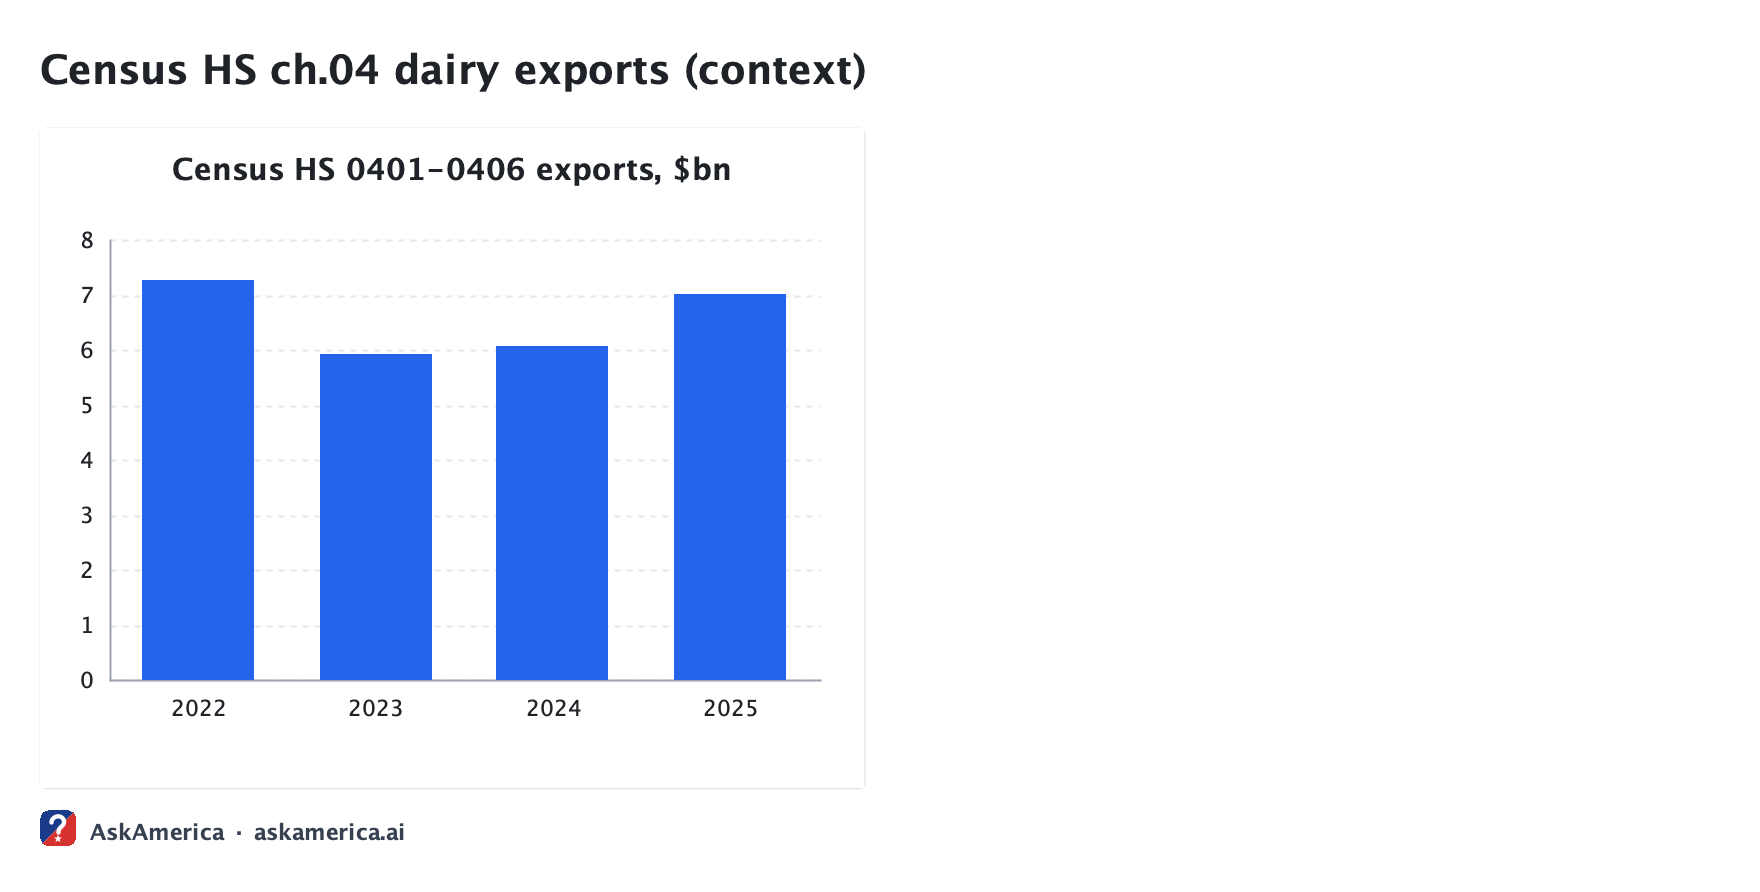 Census HS ch.04 dairy exports (context)
Census HS 0401–0406 exports, $bn
8
7
6
5
4
3
2
1
0
2022 2023 2024 2025
AskAmerica · askamerica.ai